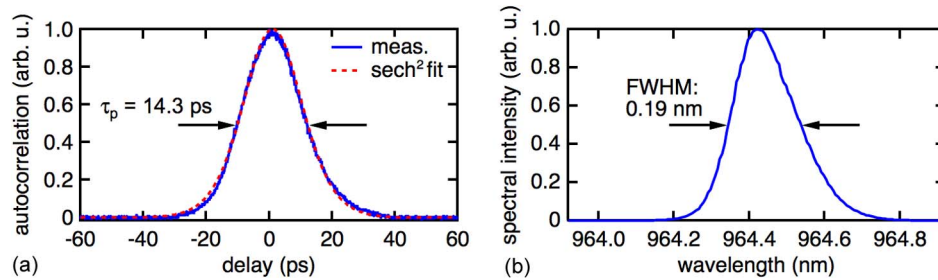 autocorrelation (arb. u.)
1.0
0.8
0.6
0.4
0.2
0
-60
-40
-20
0
20
40
60
delay (ps)
meas.
sech² fit
τp = 14.3 ps
(a)
spectral intensity (arb. u.)
1.0
0.8
0.6
0.4
0.2
0
964.0
964.2
964.4
964.6
964.8
wavelength (nm)
FWHM:
0.19 nm
(b)